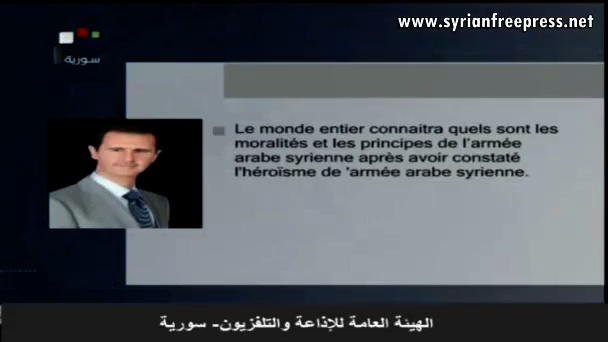 www.syrianfreepress.net
سورية
Le monde entier connaitra quels sont les
moralités et les principes de l'armée
arabe syrienne après avoir constaté
l'héroïsme de 'armée arabe syrienne.
الهيئة العامة للإذاعة والتلفزيون- سورية